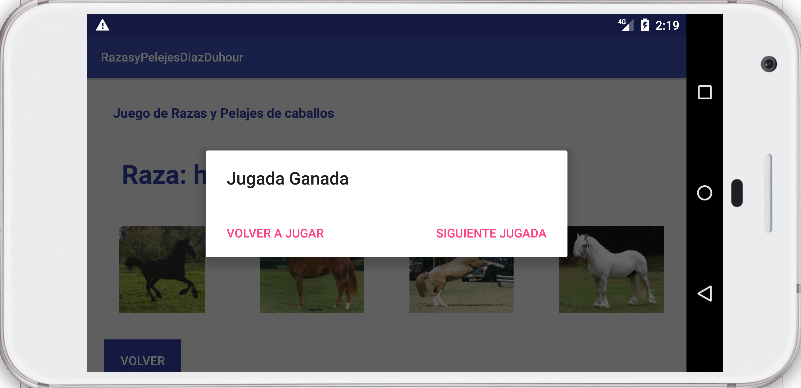 4G 2:19
RazasyPelejesDiazDuhour
Juego de Razas y Pelajes de caballos
Raza: h
Jugada Ganada
VOLVER A JUGAR SIGUIENTE JUGADA
VOLVER